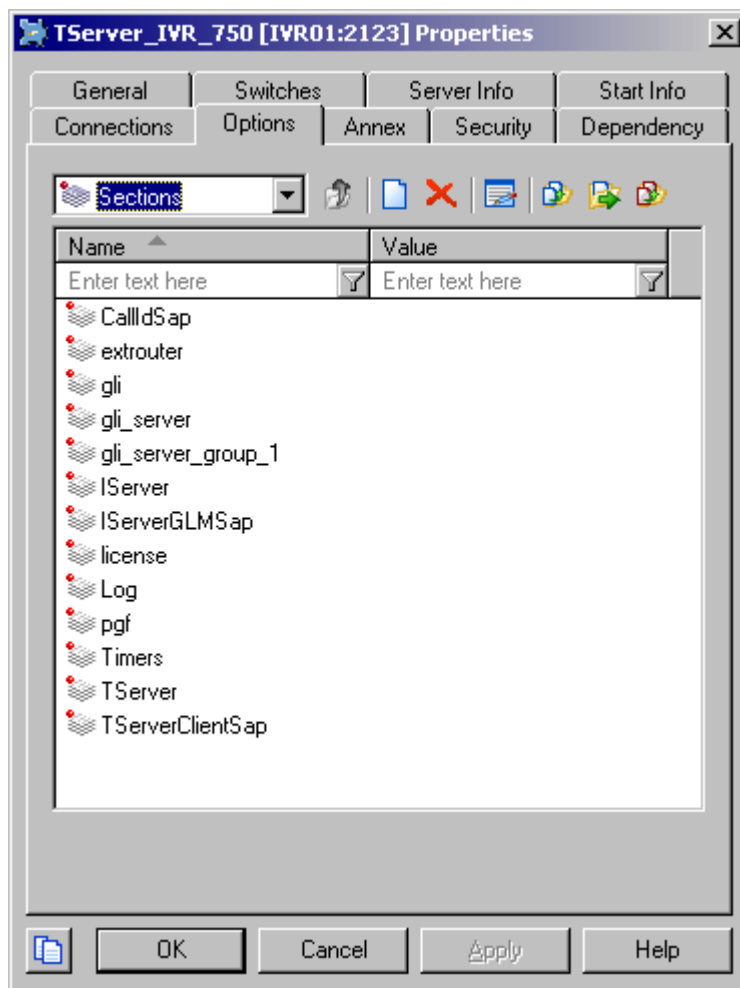 TServer_IVR_750 [IVR01:2123] Properties
General Switches Server Info Start Info
Connections Options Annex Security Dependency
Sections
Name Value
Enter text here Enter text here
CallIdSap
extrouter
gli
gli_server
gli_server_group_1
IServer
IServerGLMSap
license
Log
pgf
Timers
TServer
TServerClientSap
OK Cancel Apply Help